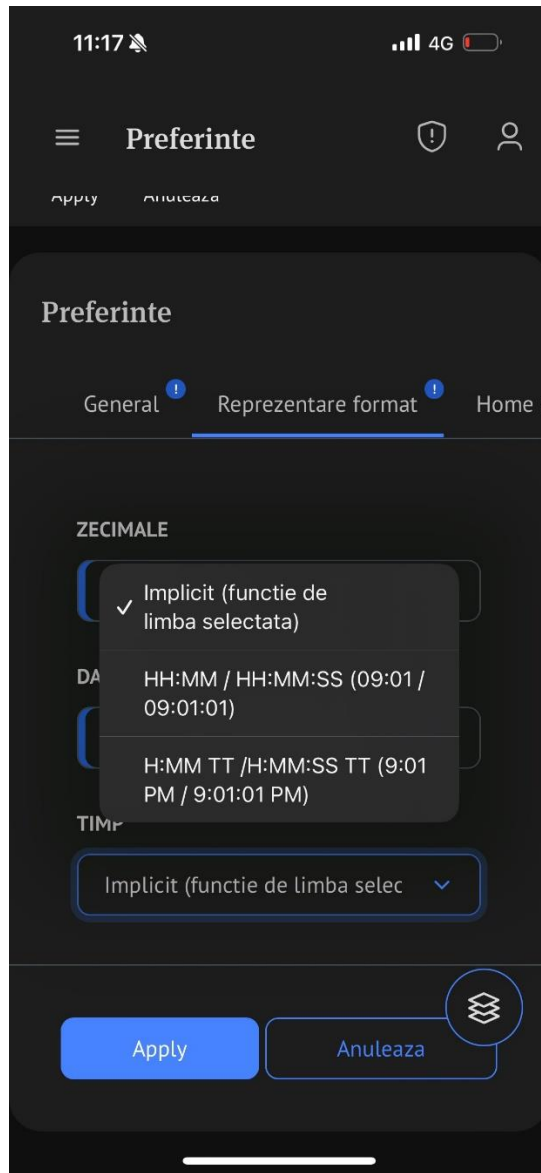 11:17
4G
Preferinte
Apply Anuleaza
Preferinte
General Reprezentare format Home
ZECIMALE
Implicit (functie de
limba selectata)
DA
HH:MM / HH:MM:SS (09:01 /
09:01:01)
H:MM TT /H:MM:SS TT (9:01
PM / 9:01:01 PM)
TIMP
Implicit (functie de limba selec
Apply Anuleaza